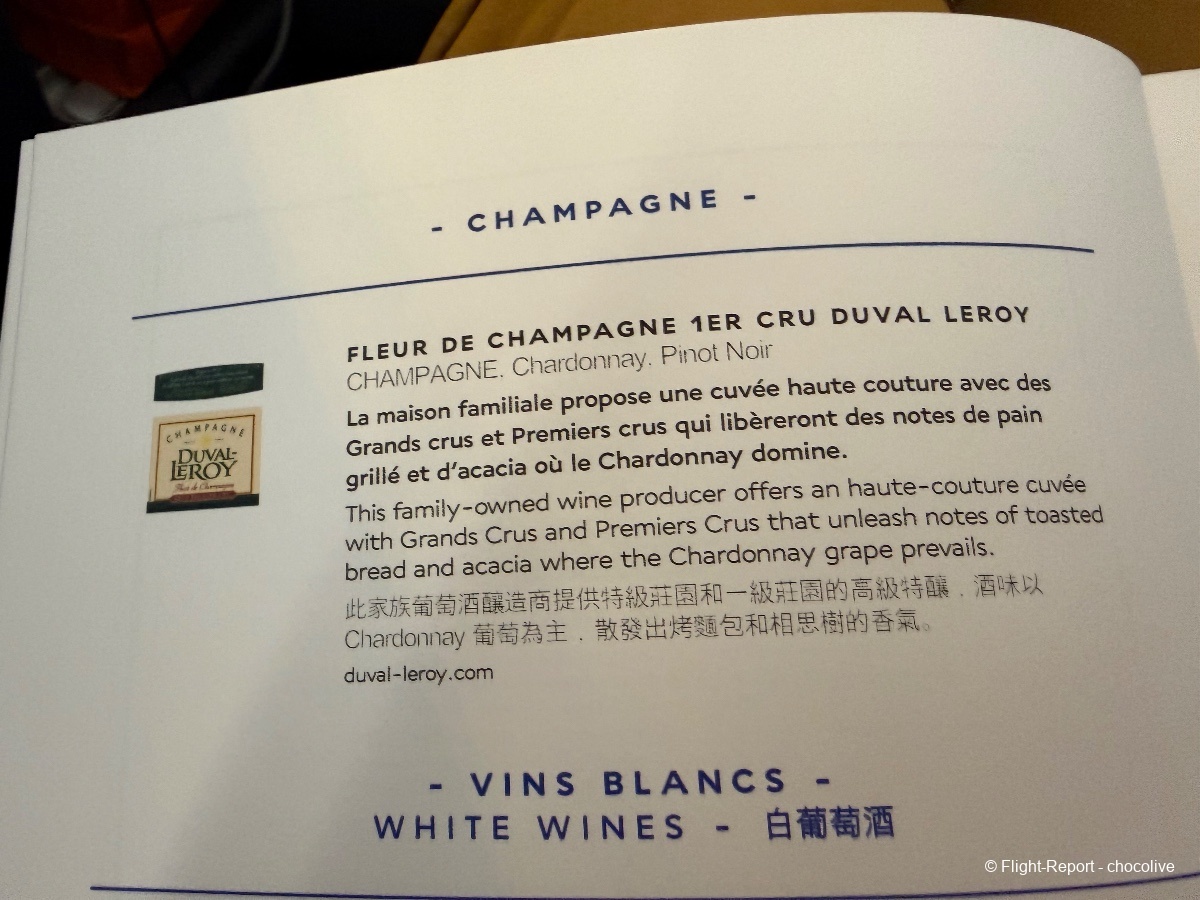 - CHAMPAGNE -
FLEUR DE CHAMPAGNE 1ER CRU DUVAL LEROY
CHAMPAGNE. Chardonnay. Pinot Noir
La maison familiale propose une cuvée haute couture avec des
Grands crus et Premiers crus qui libèreront des notes de pain
grillé et d'acacia où le Chardonnay domine.
This family-owned wine producer offers an haute-couture cuvée
with Grands Crus and Premiers Crus that unleash notes of toasted
bread and acacia where the Chardonnay grape prevails.
此家族葡萄酒釀造商提供特級莊園和一級莊園的高級特釀﹐酒味以
Chardonnay 葡萄為主﹐散發出烤麵包和相思樹的香氣。
duval-leroy.com
CHAMPAGNE
DUVAL-
LEROY
Fleur de Champagne
- VINS BLANCS -
WHITE WINES - 白葡萄酒
© Flight-Report - chocolive